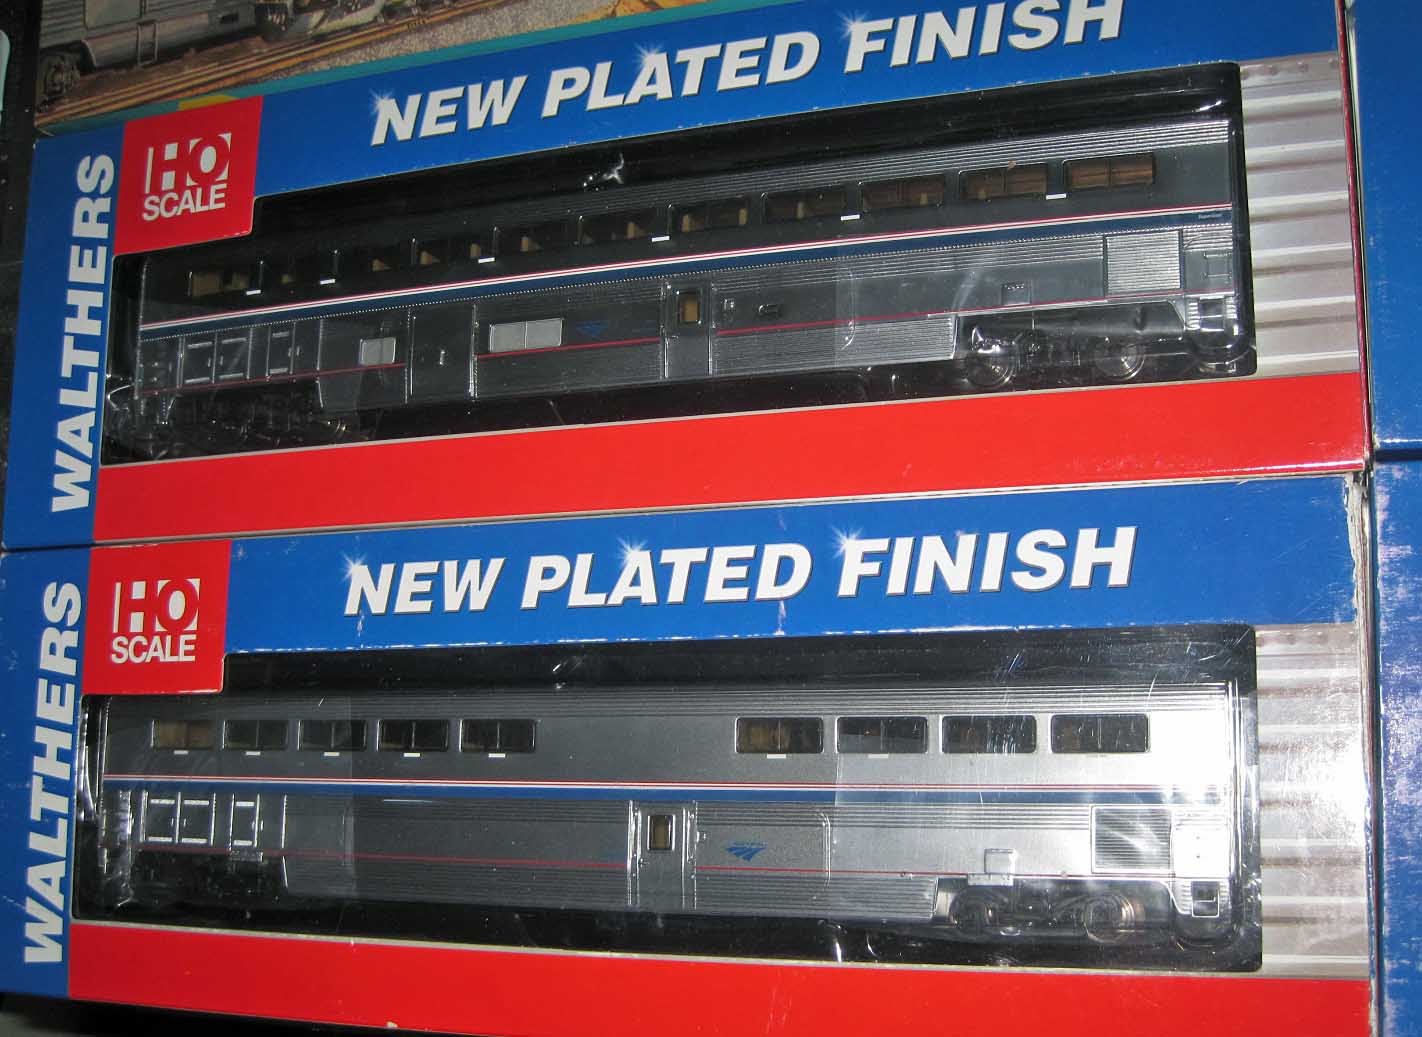 NEW PLATED FINISH
HO
SCALE
WALTHERS
NEW PLATED FINISH
HO
SCALE
WALTHERS